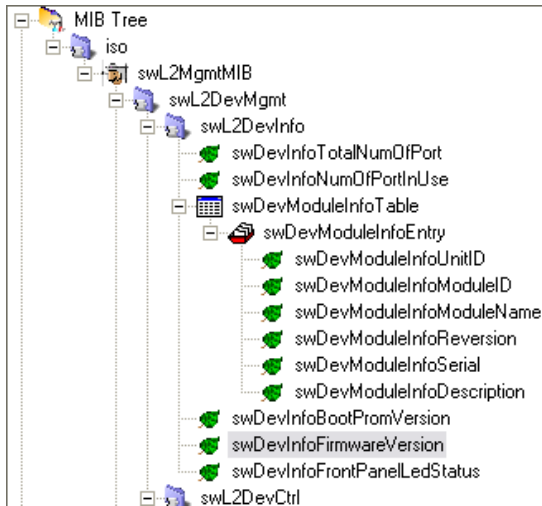 MIB Tree
iso
swL2MgmtMIB
swL2DevMgmt
swL2DevInfo
swDevInfoTotalNumOfPort
swDevInfoNumOfPortInUse
swDevModuleInfoTable
swDevModuleInfoEntry
swDevModuleInfoUnitID
swDevModuleInfoModuleID
swDevModuleInfoModuleName
swDevModuleInfoReversion
swDevModuleInfoSerial
swDevModuleInfoDescription
swDevInfoBootPromVersion
swDevInfoFirmwareVersion
swDevInfoFrontPanelLedStatus
swL2DevCtrl